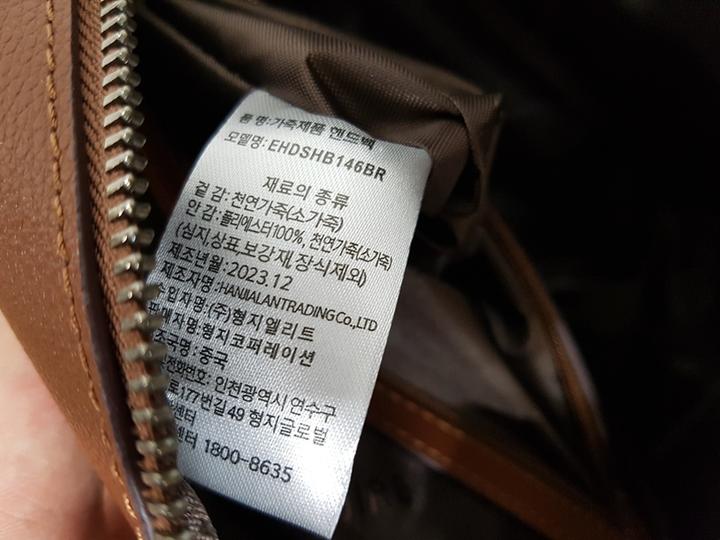 품 명:가죽제품 핸드백
모델명:EHDSHB146BR
재료의 종류
겉 감:천연가죽(소가죽)
안 감:폴리에스터100%, 천연가죽(소가죽)
(심지,상표,보강재,장식제외)
제조년월:2023.12
제조자명:HANJIALANTRADING Co.,LTD
수입자명:(주)형지엘리트
판매자명:형지코퍼레이션
조국명:중국
전화번호: 인천광역시 연수구
로177번길 49 형지글로벌
센터
센터 1800-8635